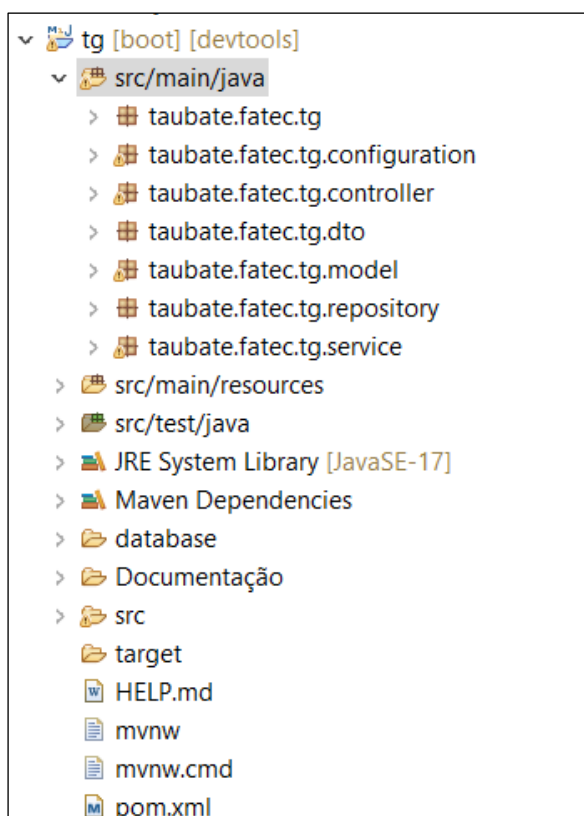 tg [boot] [devtools]
src/main/java
taubate.fatec.tg
taubate.fatec.tg.configuration
taubate.fatec.tg.controller
taubate.fatec.tg.dto
taubate.fatec.tg.model
taubate.fatec.tg.repository
taubate.fatec.tg.service
src/main/resources
src/test/java
JRE System Library [JavaSE-17]
Maven Dependencies
database
Documentação
src
target
HELP.md
mvnw
mvnw.cmd
pom.xml